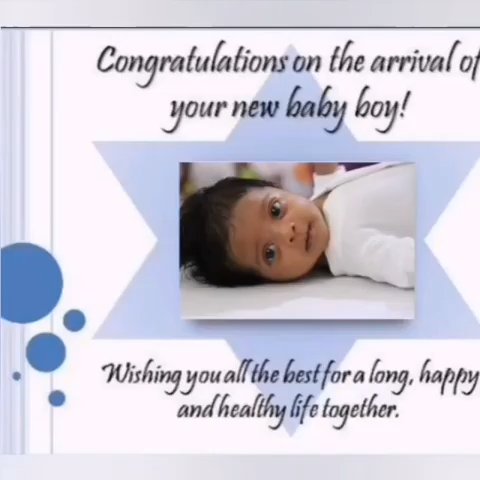 Congratulations on the arrival of
your new baby boy!
Wishing you all the best for a long, happy
and healthy life together.